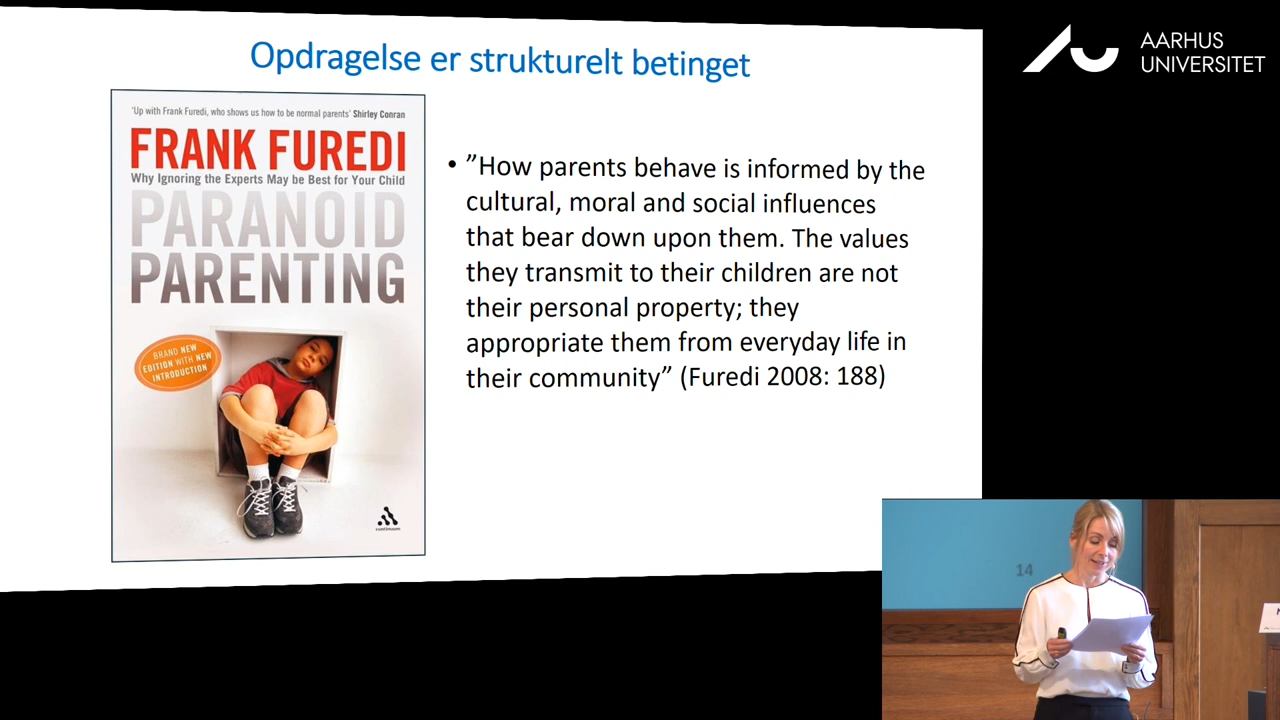 Opdragelse er strukturelt betinget
'Up with Frank Furedi, who shows us how to be normal parents' Shirley Conran
FRANK FUREDI
Why Ignoring the Experts May be Best for Your Child
PARANOID
PARENTING
BRAND NEW
EDITION WITH NEW
INTRODUCTION
continuum
• ”How parents behave is informed by the
cultural, moral and social influences
that bear down upon them. The values
they transmit to their children are not
their personal property; they
appropriate them from everyday life in
their community” (Furedi 2008: 188)
AARHUS
UNIVERSITET
14